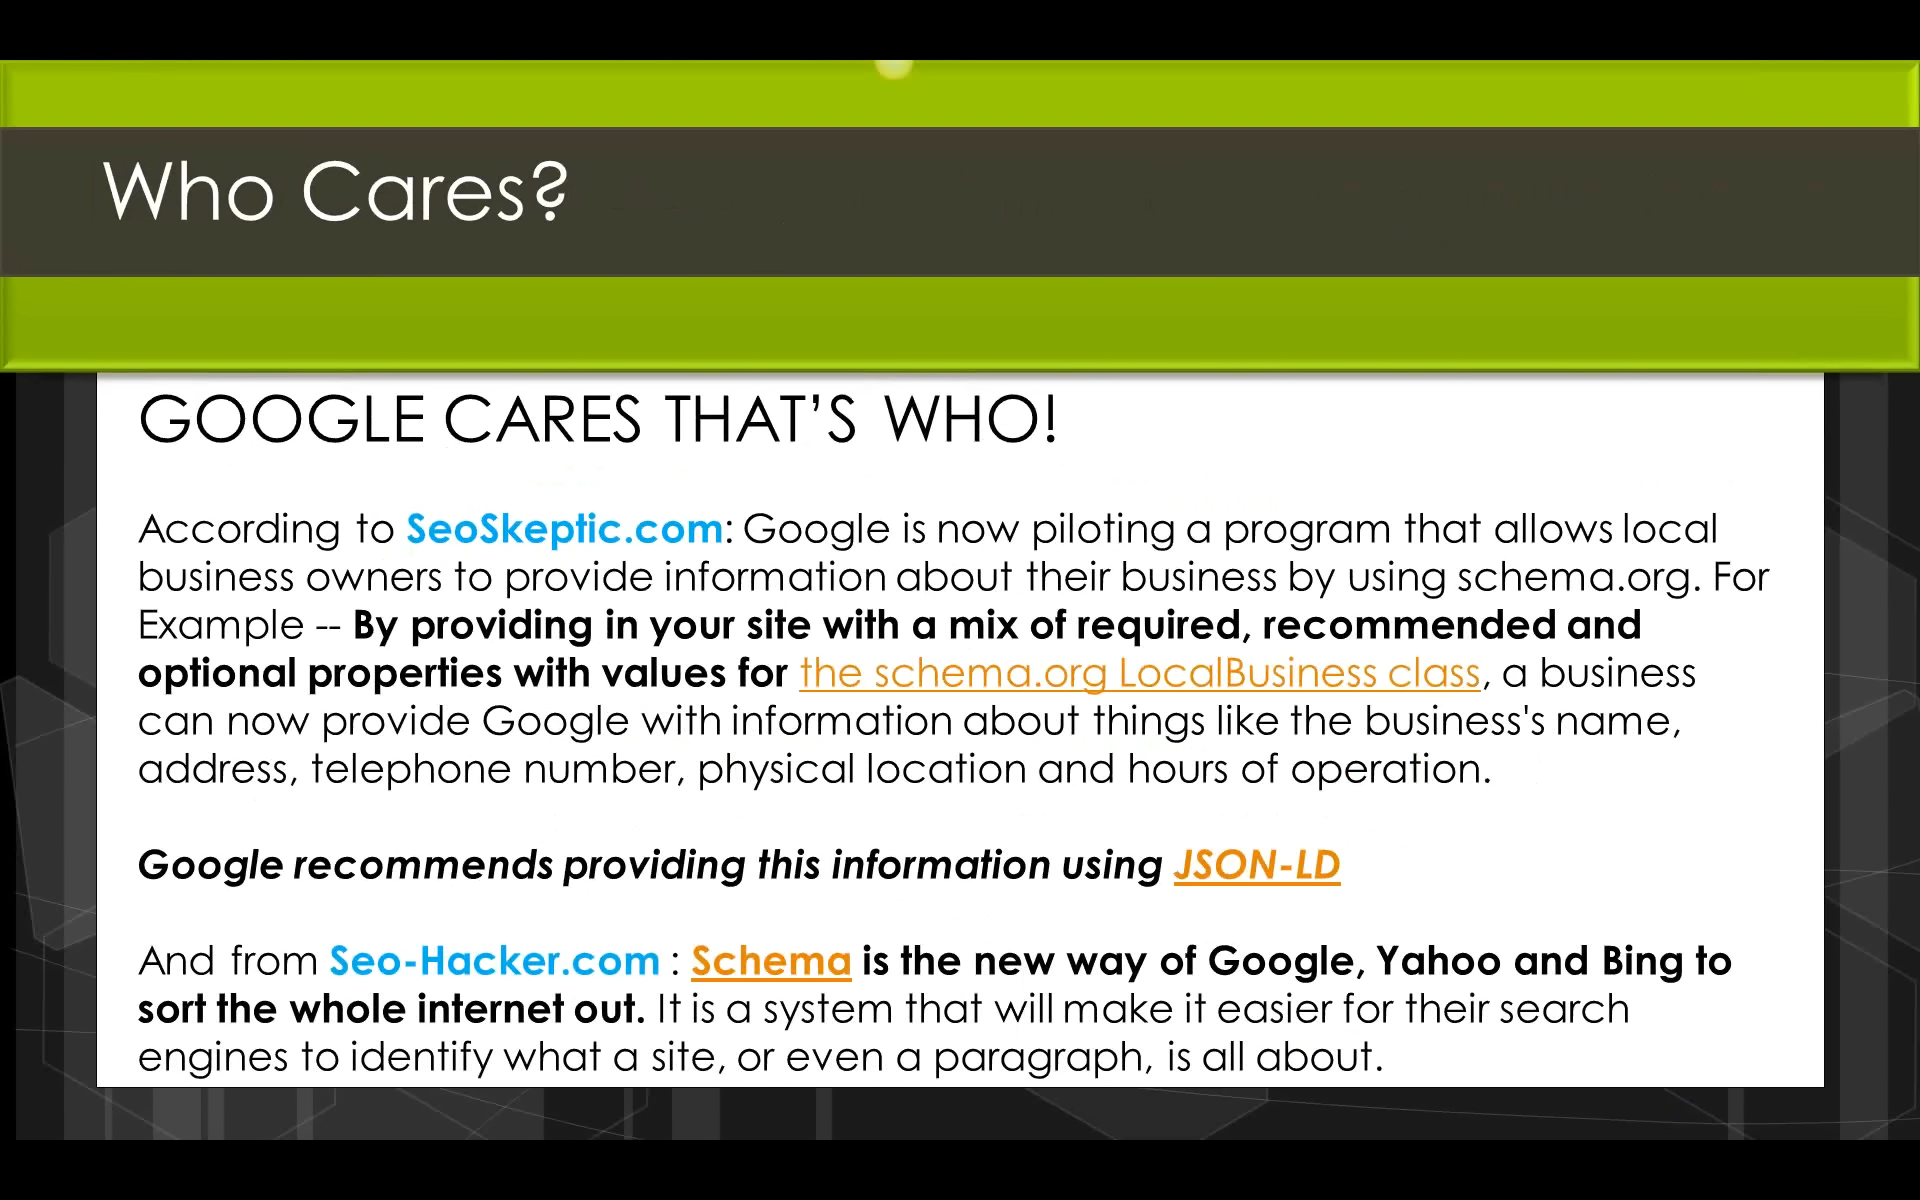 Who Cares?
GOOGLE CARES THAT’S WHO!
According to SeoSkeptic.com: Google is now piloting a program that allows local
business owners to provide information about their business by using schema.org. For
Example -- By providing in your site with a mix of required, recommended and
optional properties with values for the schema.org LocalBusiness class, a business
can now provide Google with information about things like the business's name,
address, telephone number, physical location and hours of operation.
Google recommends providing this information using JSON-LD
And from Seo-Hacker.com : Schema is the new way of Google, Yahoo and Bing to
sort the whole internet out. It is a system that will make it easier for their search
engines to identify what a site, or even a paragraph, is all about.